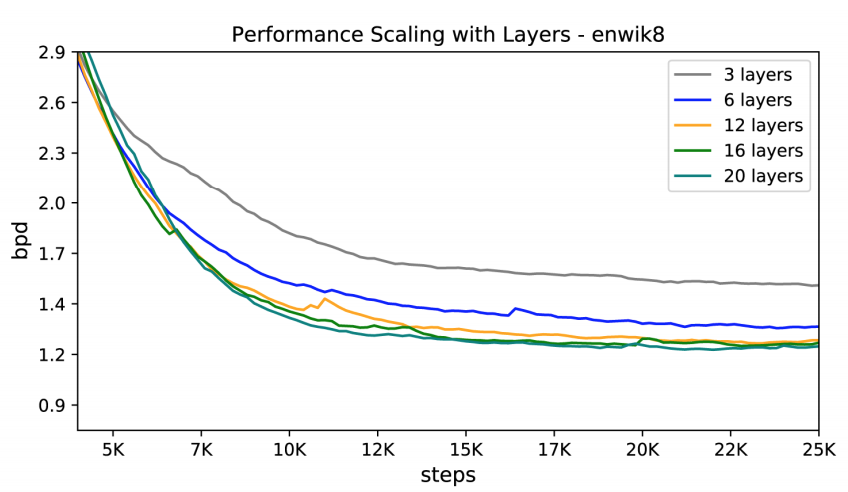 Performance Scaling with Layers - enwik8
2.9
2.6
2.3
2.0
1.7
1.4
1.2
0.9
bpd
3 layers
6 layers
12 layers
16 layers
20 layers
5K 7K 10K 12K 15K 17K 20K 22K 25K
steps